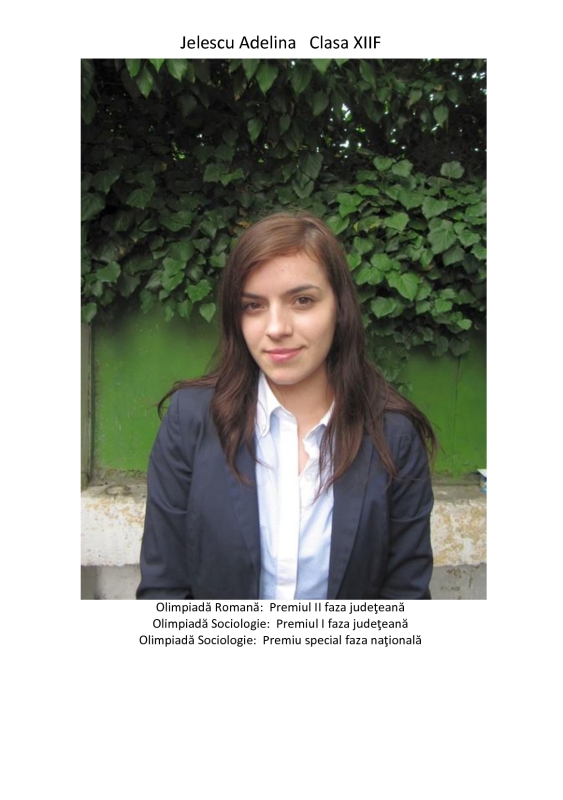 Jelescu Adelina   Clasa XIIF
Olimpiadă Romană:  Premiul II faza judeţeană
Olimpiadă Sociologie:  Premiul I faza judeţeană
Olimpiadă Sociologie:  Premiu special faza naţională